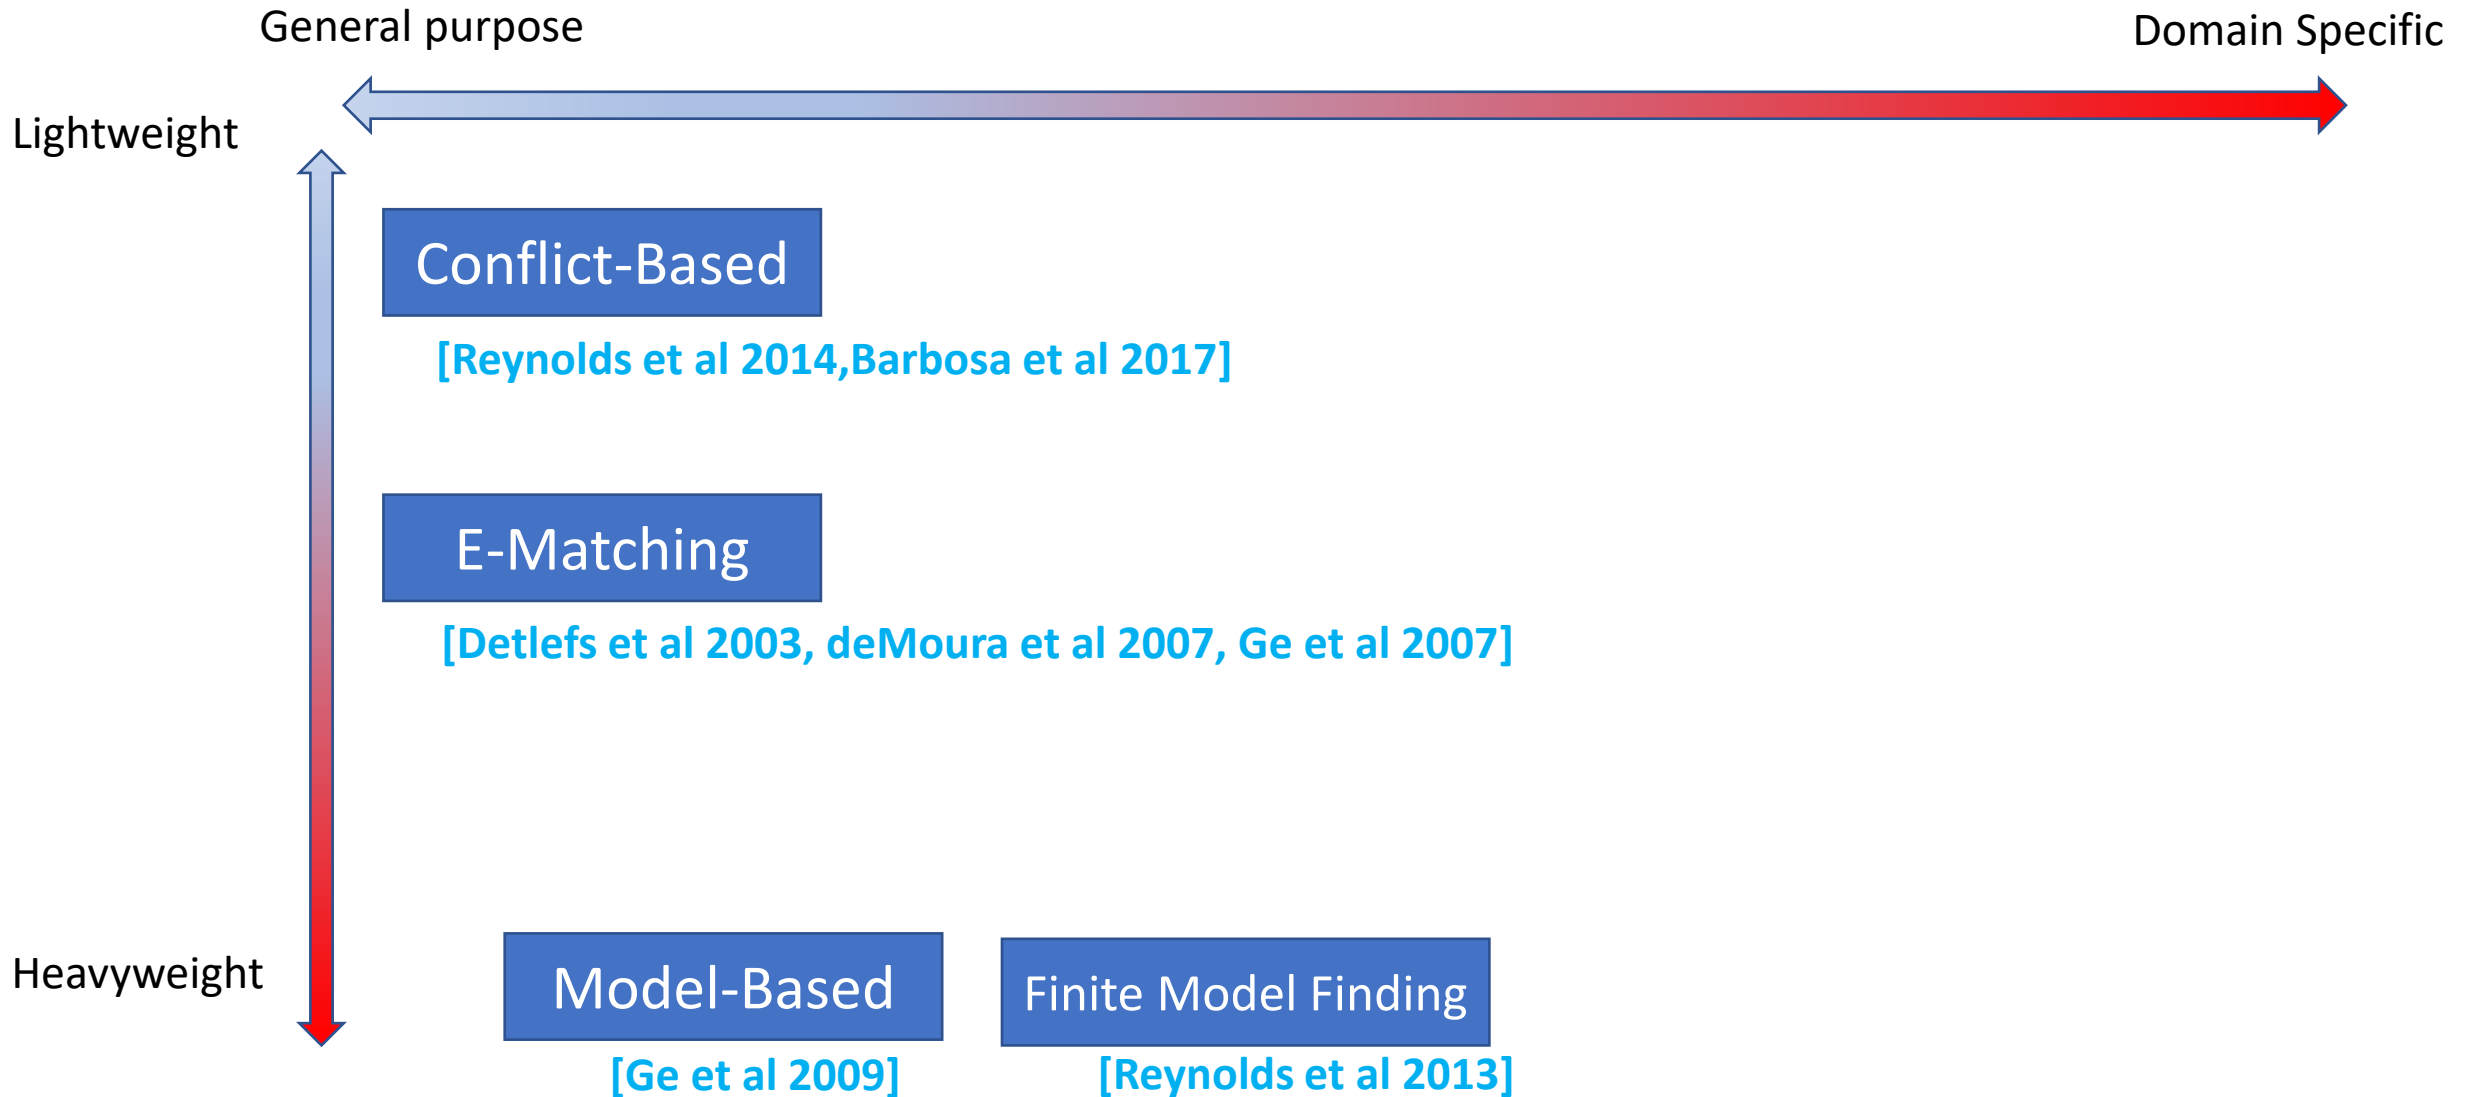 General purpose
Domain Specific
Lightweight
Conflict-Based
[Reynolds et al 2014,Barbosa et al 2017]
E-Matching
[Detlefs et al 2003, deMoura et al 2007, Ge et al 2007]
Heavyweight
Model-Based
Finite Model Finding
[Ge et al 2009]
[Reynolds et al 2013]